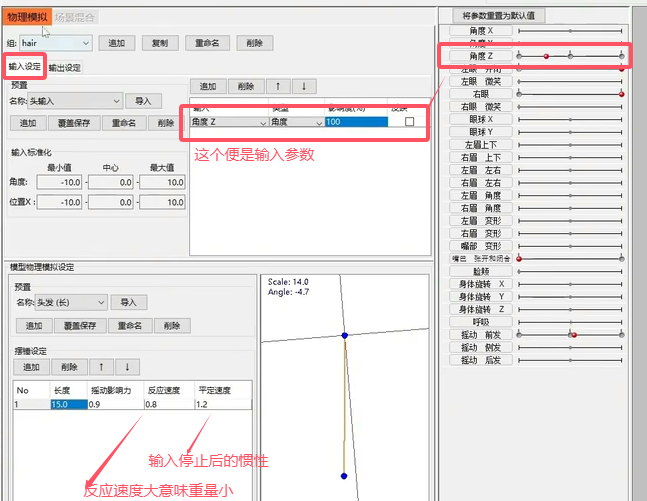 物理模拟 场景混合
组: hair 追加 复制 重命名 删除
输入设定 输出设定
预置
名称: 头输入 导入
追加 覆盖保存 重命名 删除
输入标准化
最小值 中心 最大值
角度: -10.0 - 0.0 - 10.0
位置X : -10.0 - 0.0 - 10.0
追加 删除 ↑ ↓
输入 类型 影响度(%) 反转
角度 Z 角度 100
这个便是输入参数
模型物理模拟设定
预置
名称: 头发 (长) 导入
追加 覆盖保存 重命名 删除
摆锤设定
追加 删除 ↑ ↓
No 长度 摇动影响力 反应速度 平定速度
1 15.0 0.9 0.8 1.2
输入停止后的惯性
反应速度大意味重量小
Scale: 14.0
Angle: -4.7
将参数重置为默认值
角度 X
角度 Y
角度 Z
左眼 开闭
左眼 微笑
右眼
右眼 微笑
眼球 X
眼球 Y
左眉上下
右眉 上下
左眉 左右
右眉 左右
左眉 角度
右眉 角度
左眉 变形
右眉 变形
嘴部 变形
嘴巴 张开和闭合
脸颊
身体旋转 X
身体旋转 Y
身体旋转 Z
呼吸
摇动 前发
摇动 侧发
摇动 后发